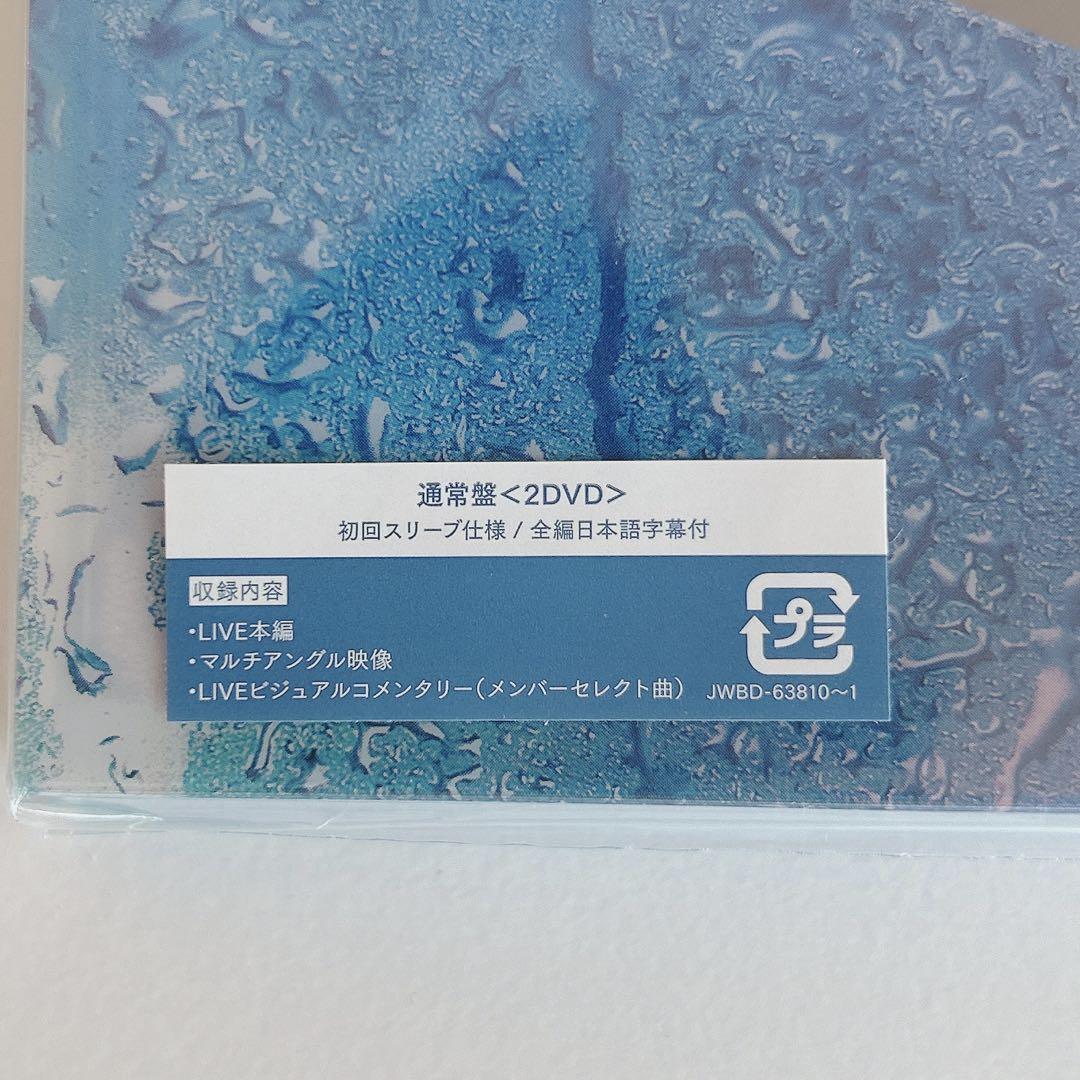 通常盤＜2DVD＞
初回スリーブ仕様 / 全編日本語字幕付
収録内容
・LIVE本編
・マルチアングル映像
・LIVEビジュアルコメンタリー（メンバーセレクト曲）
プラ
JWBD-63810〜1